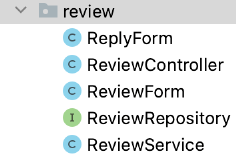 review
C ReplyForm
C ReviewController
C ReviewForm
I ReviewRepository
C ReviewService